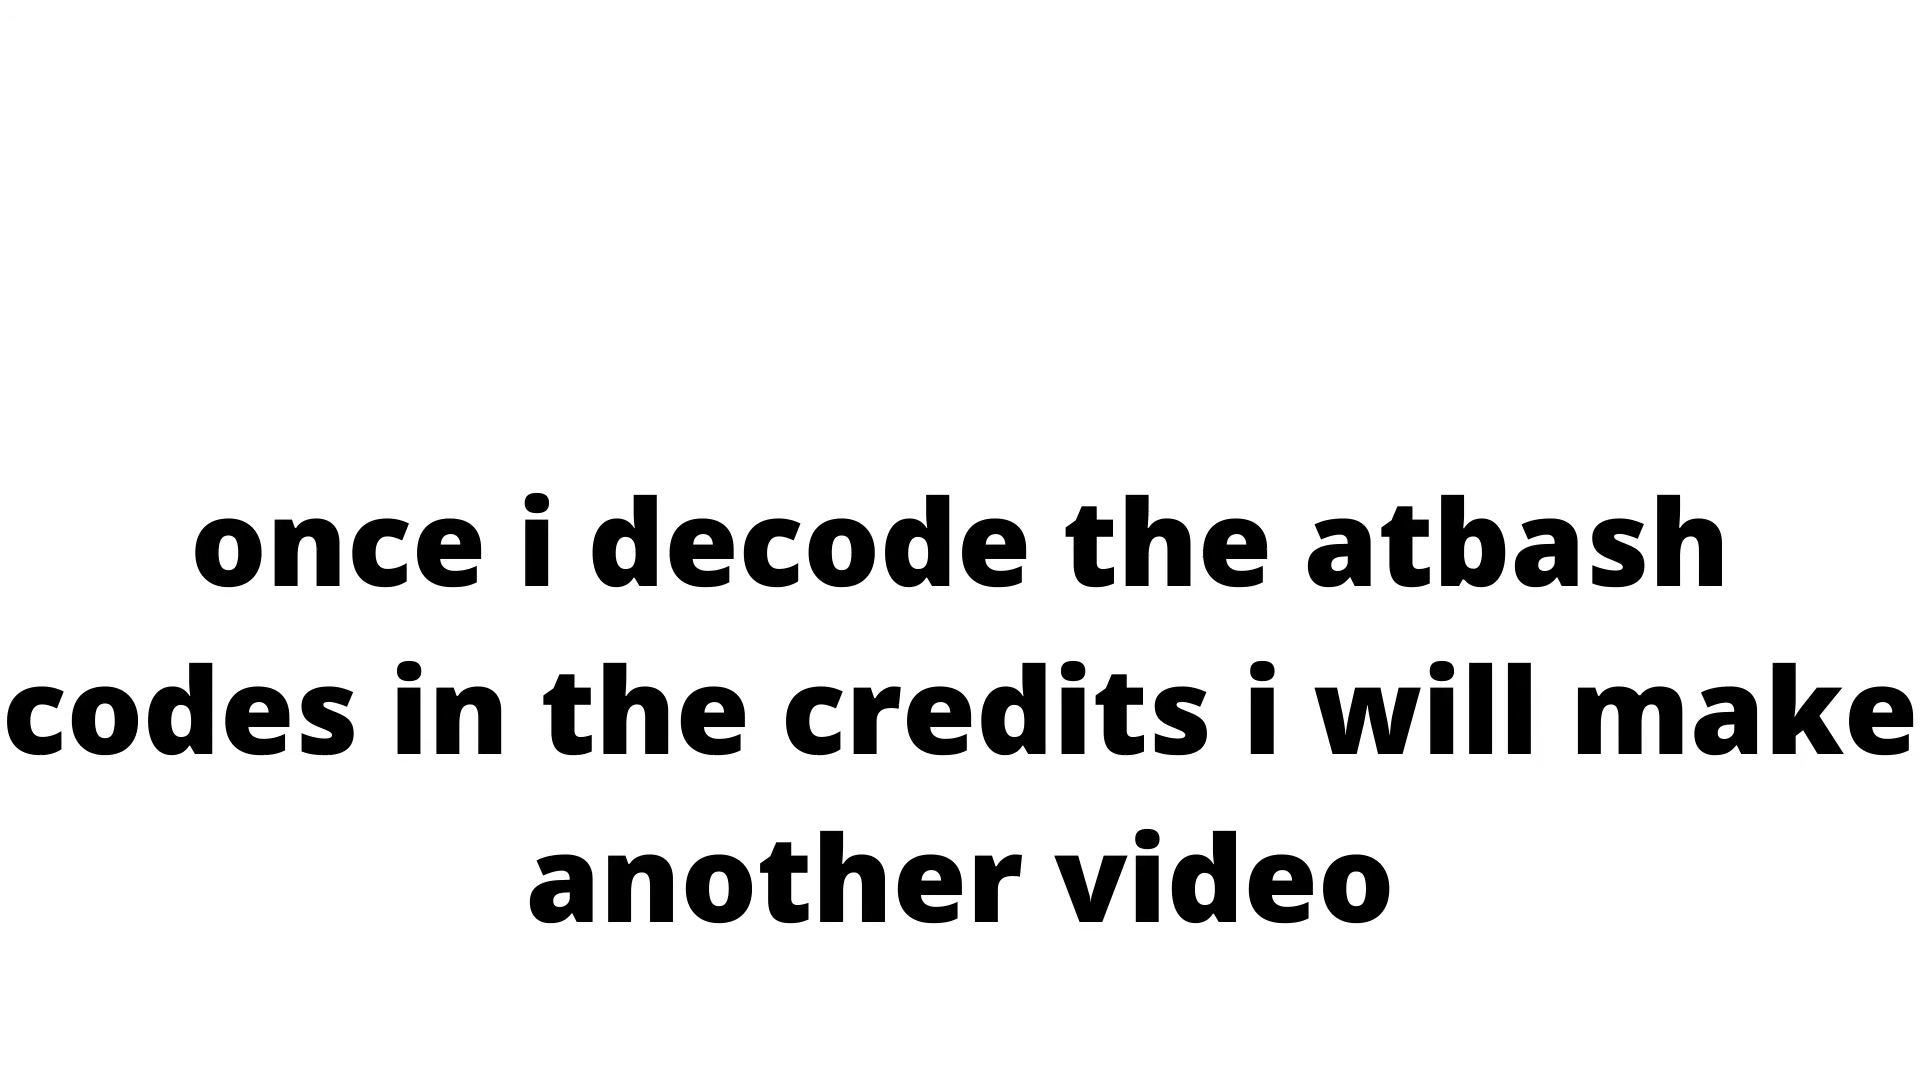 once i decode the atbash
codes in the credits i will make
another video